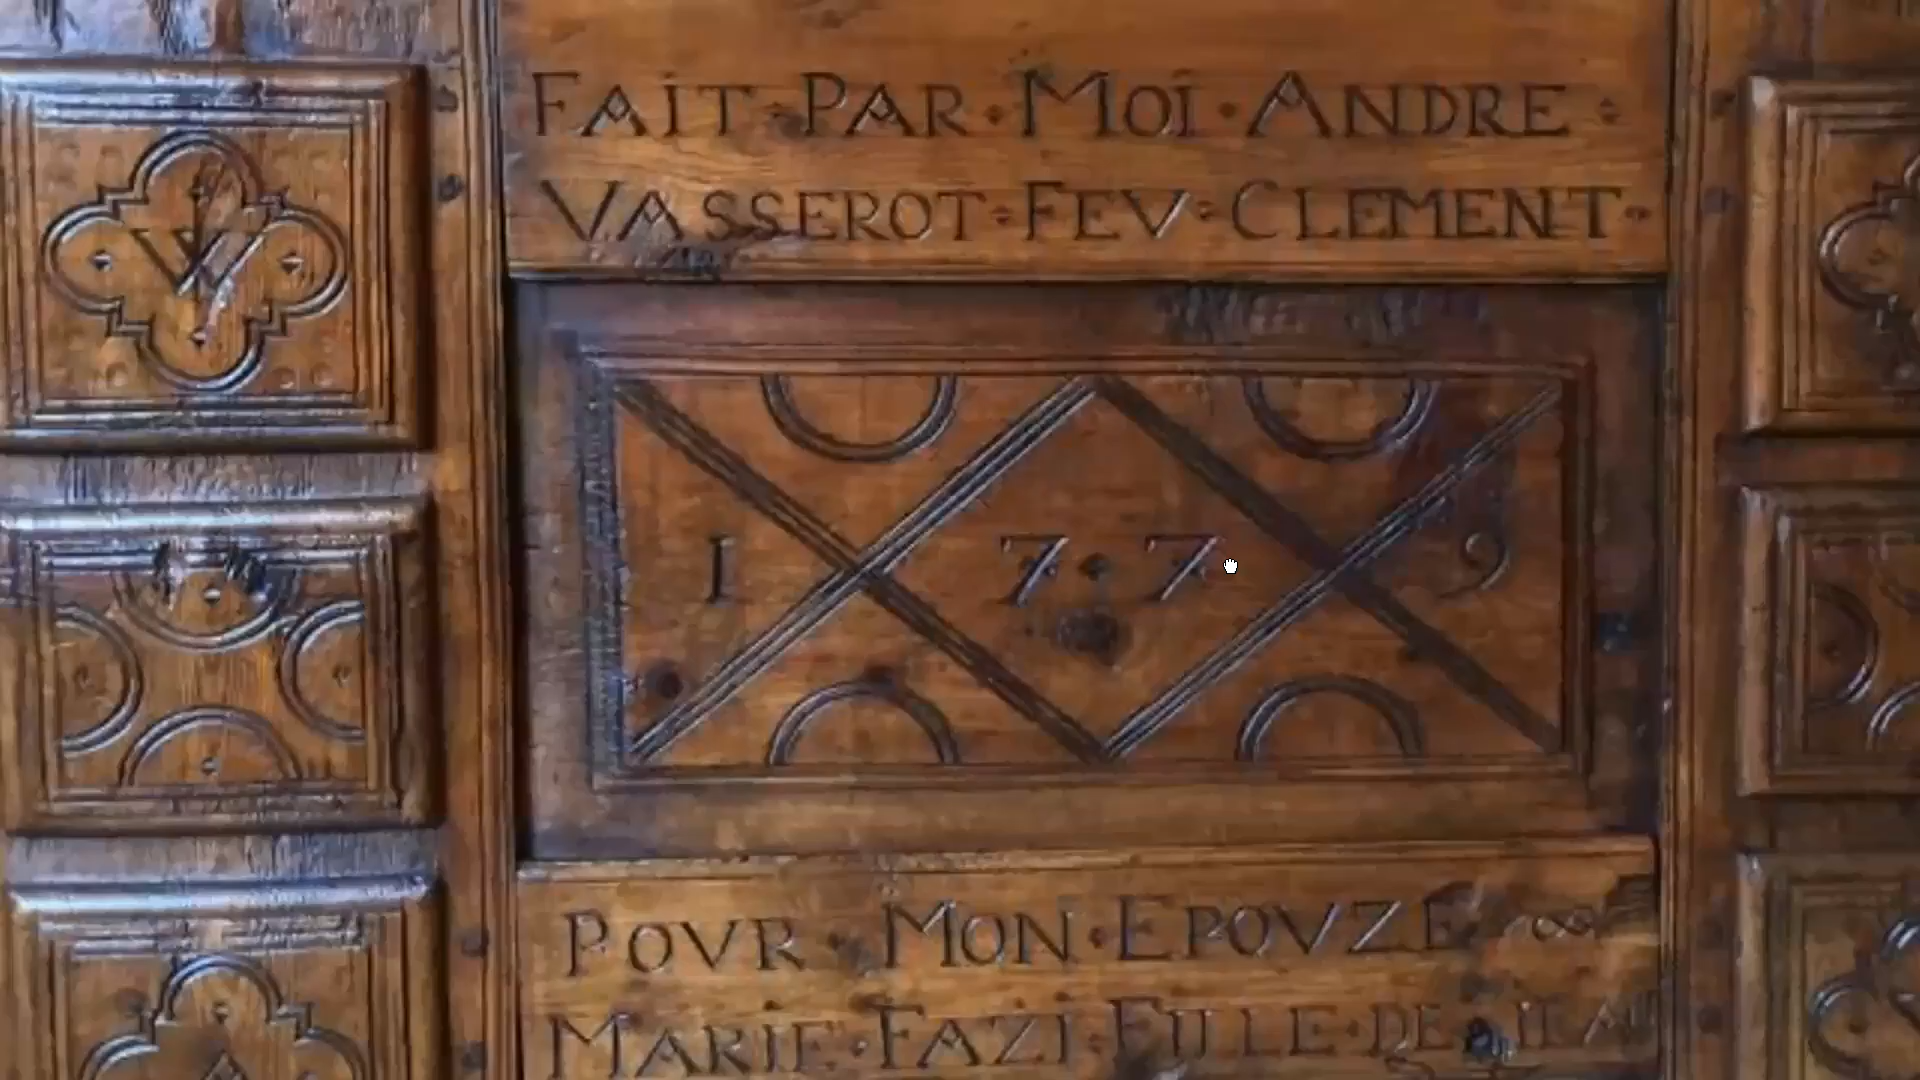 W
FAIT · PAR · MOI · ANDRE ·
VASSEROT · FEV · CLEMENT ·
1 7 · 7 9
POVR · MON · EPOVZE
MARIE · FAZI · FILLE · DE